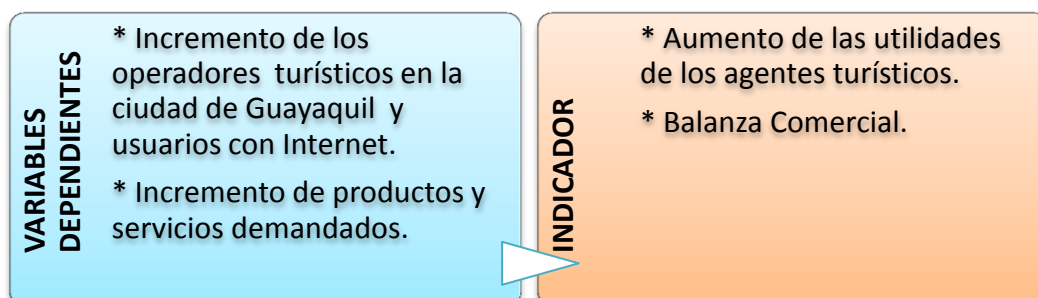 VARIABLES
DEPENDIENTES
* Incremento de los
operadores turísticos en la
ciudad de Guayaquil y
usuarios con Internet.
* Incremento de productos y
servicios demandados.
INDICADOR
* Aumento de las utilidades
de los agentes turísticos.
* Balanza Comercial.